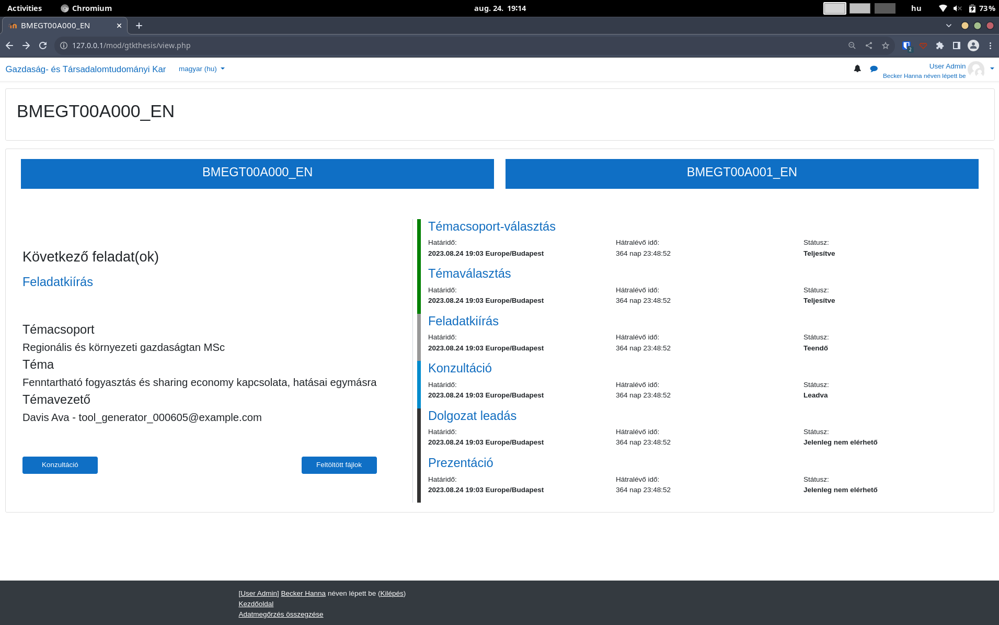 Activities Chromium aug. 24. 19:14 hu 73%
BMEGT00A000_EN
127.0.0.1/mod/gtkthesis/view.php 2
Gazdaság- és Társadalomtudományi Kar magyar (hu) User Admin
Becker Hanna néven lépett be
BMEGT00A000_EN
BMEGT00A000_EN BMEGT00A001_EN
Következő feladat(ok)
Feladatkiírás
Témacsoport
Regionális és környezeti gazdaságtan MSc
Téma
Fenntartható fogyasztás és sharing economy kapcsolata, hatásai egymásra
Témavezető
Davis Ava - tool_generator_000605@example.com
Konzultáció Feltöltött fájlok
Témacsoport-választás
Határidő: Hátralévő idő: Státusz:
2023.08.24 19:03 Europe/Budapest 364 nap 23:48:52 Teljesítve
Témaválasztás
Határidő: Hátralévő idő: Státusz:
2023.08.24 19:03 Europe/Budapest 364 nap 23:48:52 Teljesítve
Feladatkiírás
Határidő: Hátralévő idő: Státusz:
2023.08.24 19:03 Europe/Budapest 364 nap 23:48:52 Teendő
Konzultáció
Határidő: Hátralévő idő: Státusz:
2023.08.24 19:03 Europe/Budapest 364 nap 23:48:52 Leadva
Dolgozat leadás
Határidő: Hátralévő idő: Státusz:
2023.08.24 19:03 Europe/Budapest 364 nap 23:48:52 Jelenleg nem elérhető
Prezentáció
Határidő: Hátralévő idő: Státusz:
2023.08.24 19:03 Europe/Budapest 364 nap 23:48:52 Jelenleg nem elérhető
[User Admin] Becker Hanna néven lépett be (Kilépés)
Kezdőoldal
Adatmegőrzés összegzése